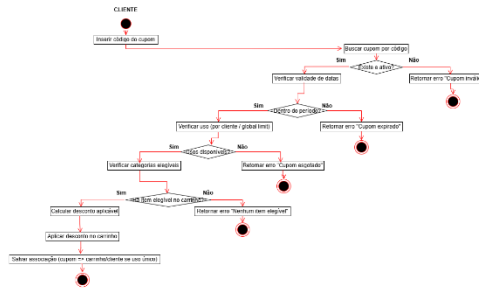 CLIENTE
Inserir código do cupom
Buscar cupom por código
Existe e ativo?
Sim
Não
Verificar validade de datas
Retornar erro "Cupom inváli
Dentro do período?
Sim
Não
Verificar uso (por cliente / global limit)
Retornar erro "Cupom expirado"
Usos disponíveis?
Sim
Não
Verificar categorias elegíveis
Retornar erro "Cupom esgotado"
Há item elegível no carrinho?
Sim
Não
Calcular desconto aplicável
Retornar erro "Nenhum item elegível"
Aplicar desconto no carrinho
Salvar associação (cupom => carrinho/cliente se uso único)